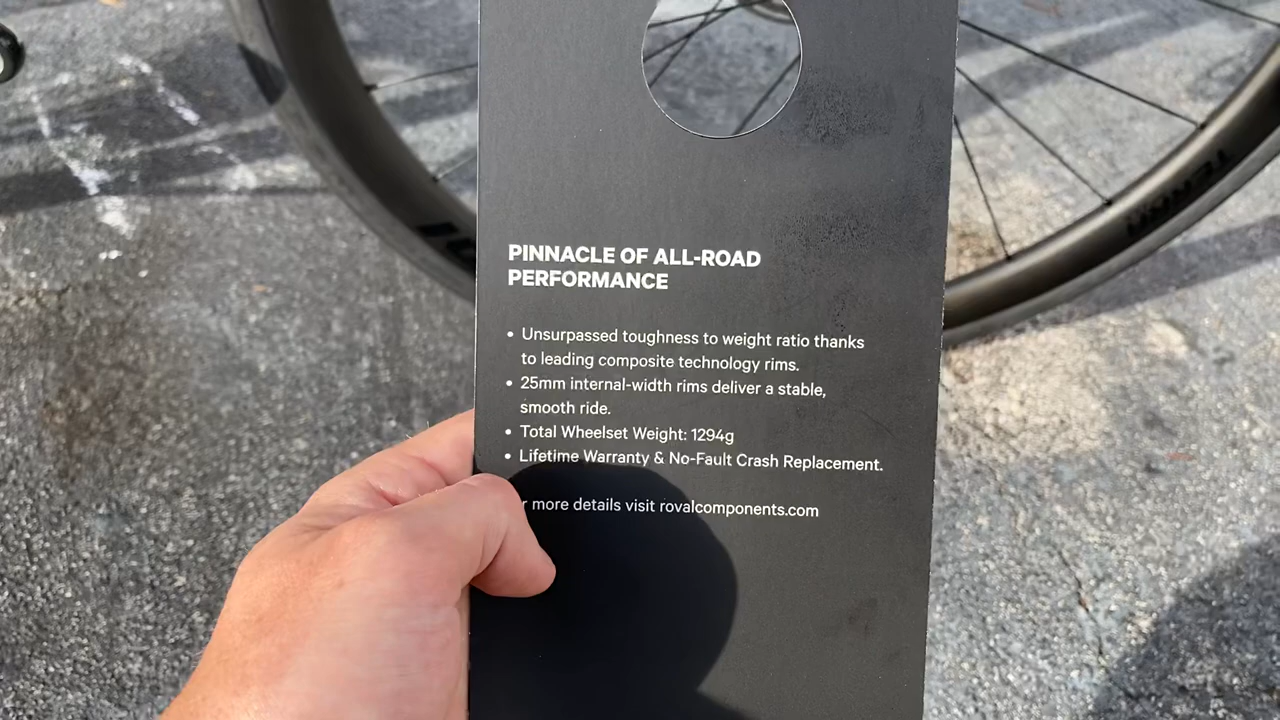 PINNACLE OF ALL-ROAD
PERFORMANCE
• Unsurpassed toughness to weight ratio thanks
to leading composite technology rims.
• 25mm internal-width rims deliver a stable,
smooth ride.
• Total Wheelset Weight: 1294g
• Lifetime Warranty & No-Fault Crash Replacement.
r more details visit rovalcomponents.com